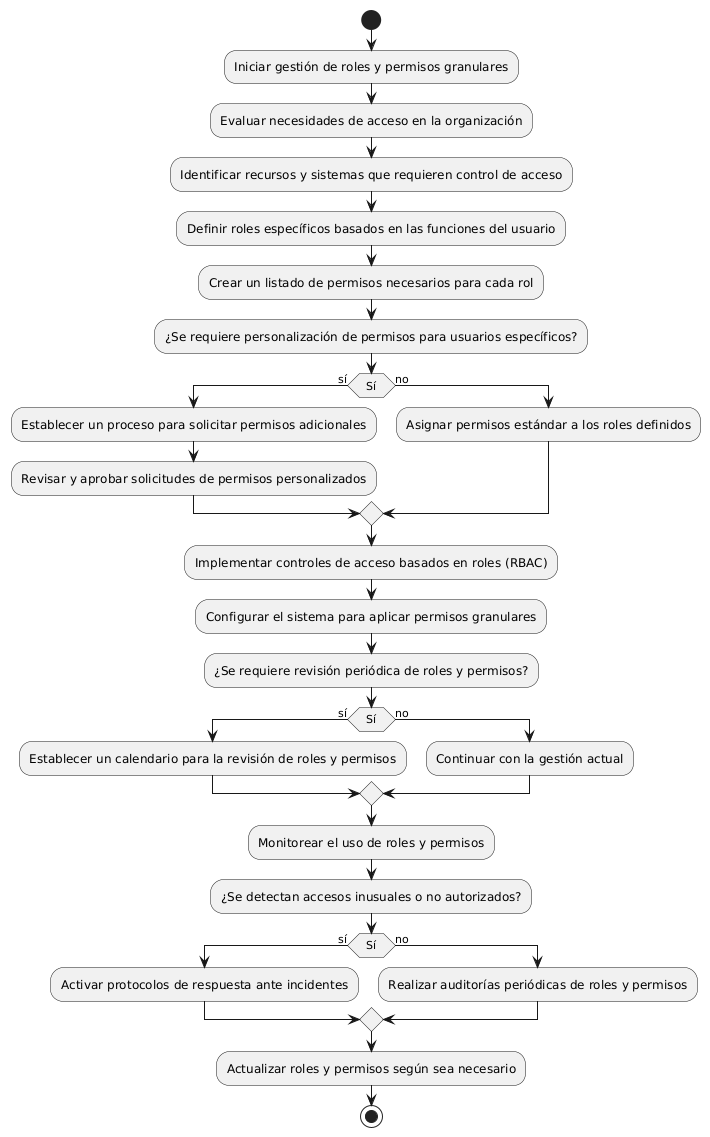 Iniciar gestión de roles y permisos granulares
Evaluar necesidades de acceso en la organización
Identificar recursos y sistemas que requieren control de acceso
Definir roles específicos basados en las funciones del usuario
Crear un listado de permisos necesarios para cada rol
¿Se requiere personalización de permisos para usuarios específicos?
sí
Sí
no
Establecer un proceso para solicitar permisos adicionales
Asignar permisos estándar a los roles definidos
Revisar y aprobar solicitudes de permisos personalizados
Implementar controles de acceso basados en roles (RBAC)
Configurar el sistema para aplicar permisos granulares
¿Se requiere revisión periódica de roles y permisos?
sí
Sí
no
Establecer un calendario para la revisión de roles y permisos
Continuar con la gestión actual
Monitorear el uso de roles y permisos
¿Se detectan accesos inusuales o no autorizados?
sí
Sí
no
Activar protocolos de respuesta ante incidentes
Realizar auditorías periódicas de roles y permisos
Actualizar roles y permisos según sea necesario